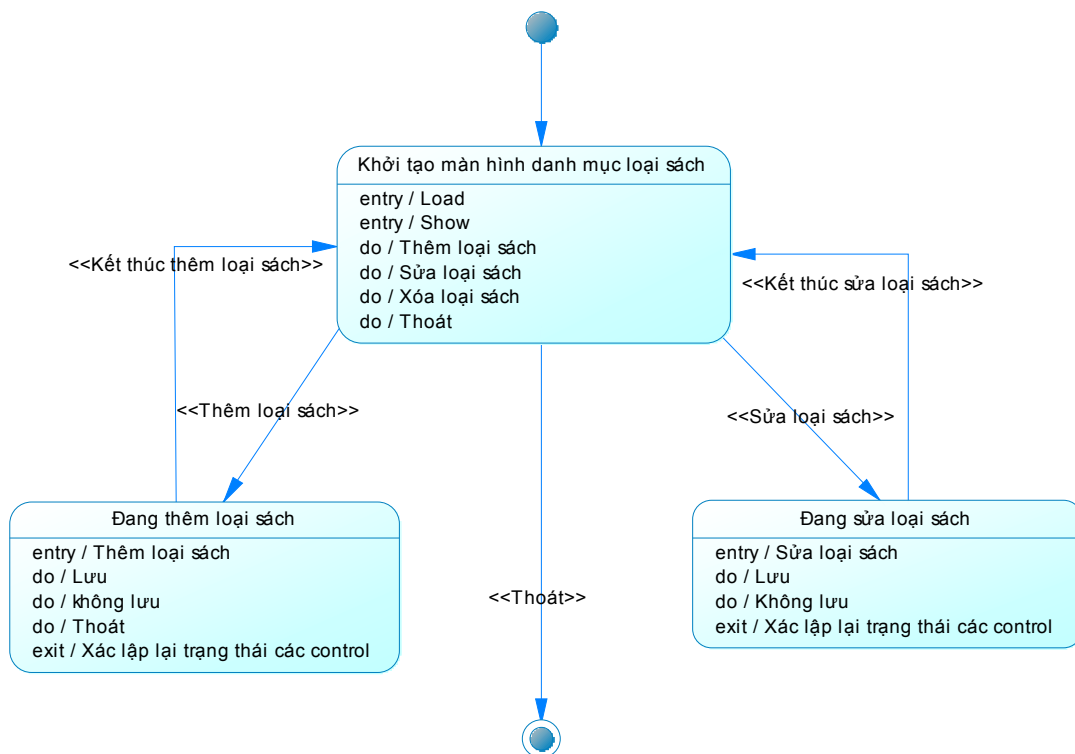 Khởi tạo màn hình danh mục loại sách
entry / Load
entry / Show
do / Thêm loại sách
do / Sửa loại sách
do / Xóa loại sách
do / Thoát
<<Kết thúc thêm loại sách>>
<<Kết thúc sửa loại sách>>
<<Thêm loại sách>>
<<Sửa loại sách>>
Đang thêm loại sách
entry / Thêm loại sách
do / Lưu
do / không lưu
do / Thoát
exit / Xác lập lại trạng thái các control
<<Thoát>>
Đang sửa loại sách
entry / Sửa loại sách
do / Lưu
do / Không lưu
exit / Xác lập lại trạng thái các control